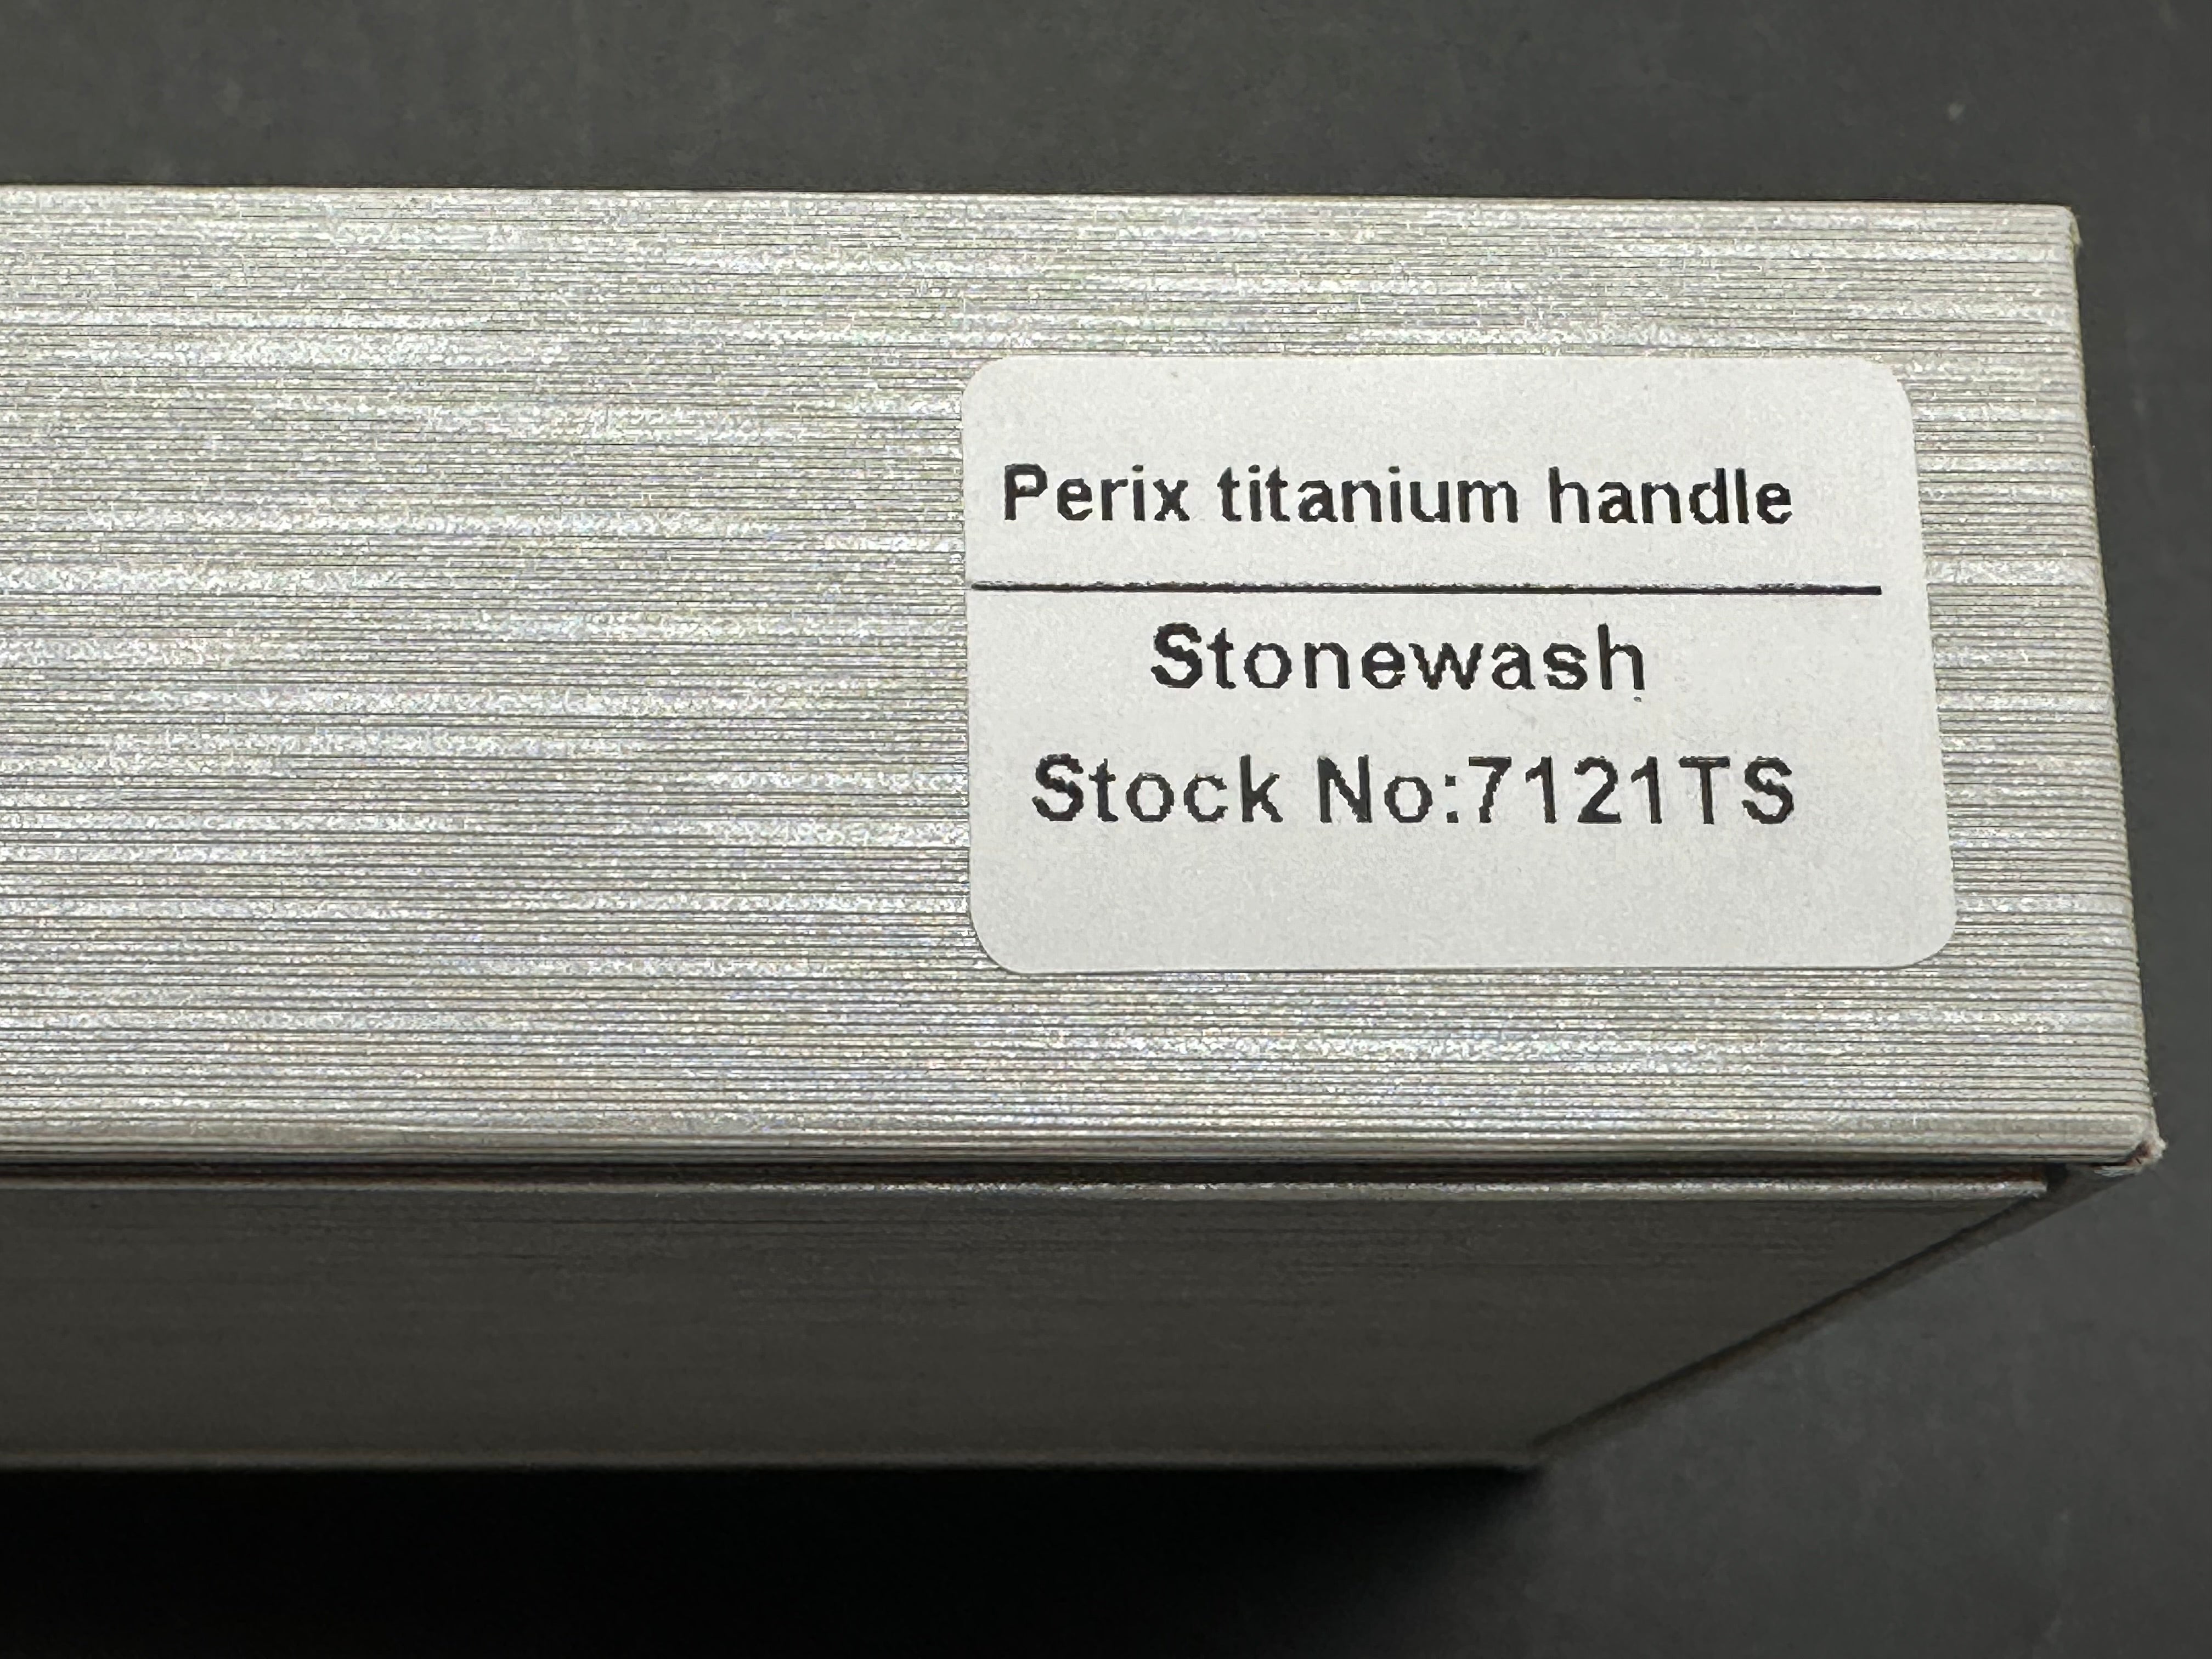 Perix titanium handle
Stonewash
Stock No:7121TS